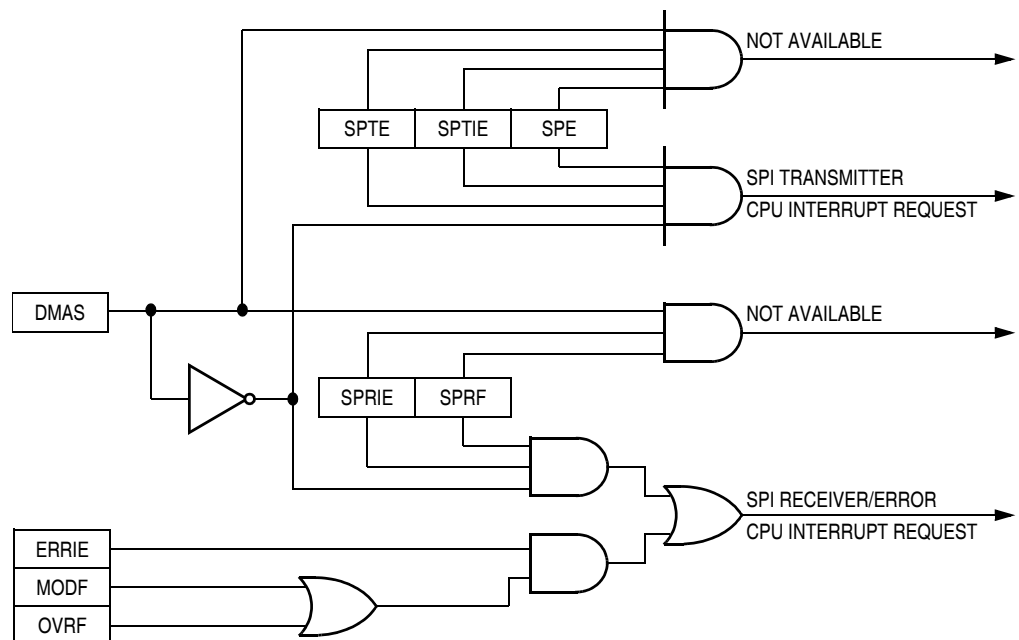 NOT AVAILABLE
SPTE SPTIE SPE
SPI TRANSMITTER
CPU INTERRUPT REQUEST
DMAS
NOT AVAILABLE
SPRIE SPRF
SPI RECEIVER/ERROR
CPU INTERRUPT REQUEST
ERRIE
MODF
OVRF